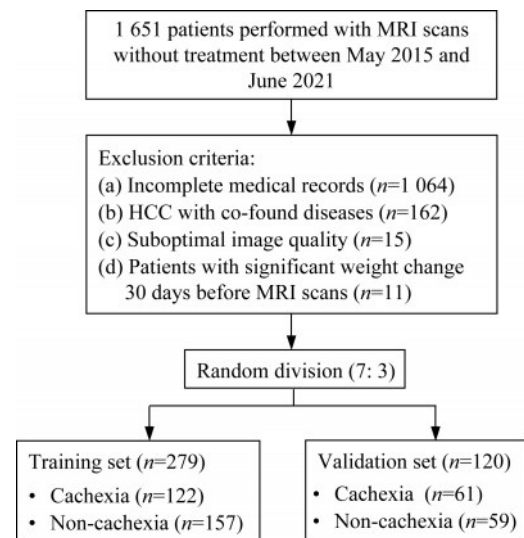 1 651 patients performed with MRI scans
without treatment between May 2015 and
June 2021
Exclusion criteria:
(a) Incomplete medical records (n=1 064)
(b) HCC with co-found diseases (n=162)
(c) Suboptimal image quality (n=15)
(d) Patients with significant weight change
30 days before MRI scans (n=11)
Random division (7: 3)
Training set (n=279)
• Cachexia (n=122)
• Non-cachexia (n=157)
Validation set (n=120)
• Cachexia (n=61)
• Non-cachexia (n=59)